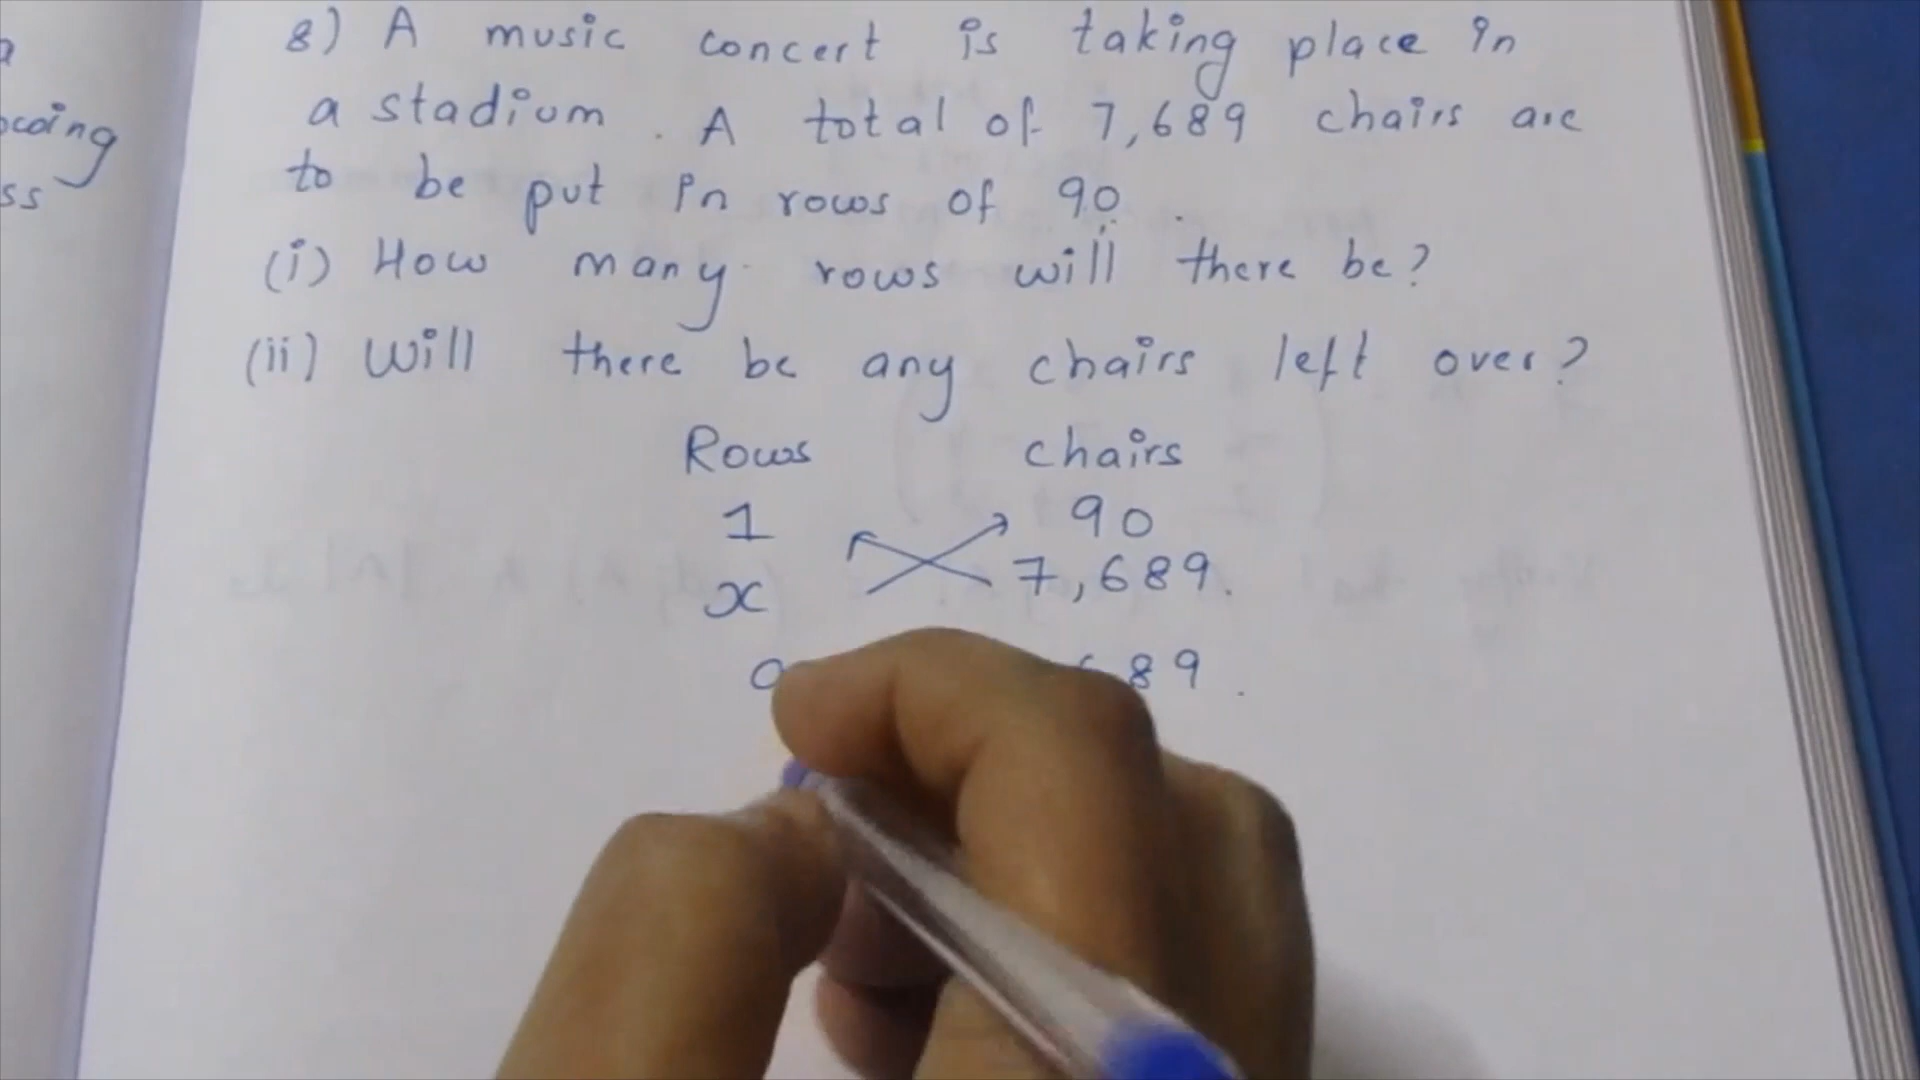 8) A music concert is taking place in
a stadium. A total of 7,689 chairs are
to be put in rows of 90.
(i) How many rows will there be?
(ii) Will there be any chairs left over?
Rows chairs
1 90
x 7,689.
89.
ss